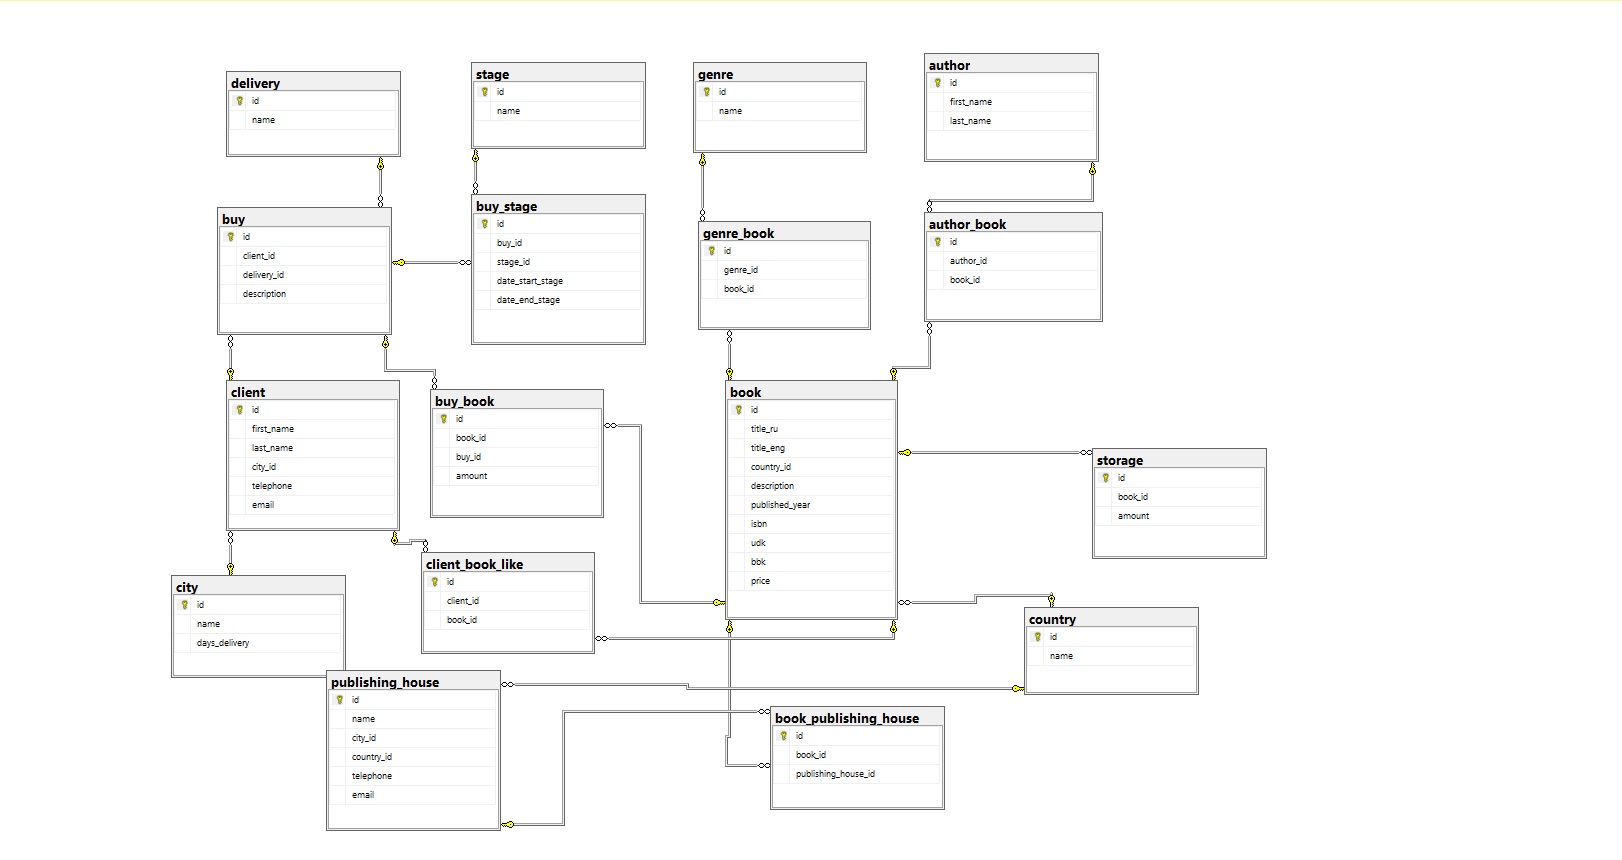 delivery
id
name
stage
id
name
genre
id
name
author
id
first_name
last_name
buy
id
client_id
delivery_id
description
buy_stage
id
buy_id
stage_id
date_start_stage
date_end_stage
genre_book
id
genre_id
book_id
author_book
id
author_id
book_id
client
id
first_name
last_name
city_id
telephone
email
buy_book
id
book_id
buy_id
amount
book
id
title_ru
title_eng
country_id
description
published_year
isbn
udk
bbk
price
storage
id
book_id
amount
city
id
name
days_delivery
client_book_like
id
client_id
book_id
country
id
name
publishing_house
id
name
city_id
country_id
telephone
email
book_publishing_house
id
book_id
publishing_house_id